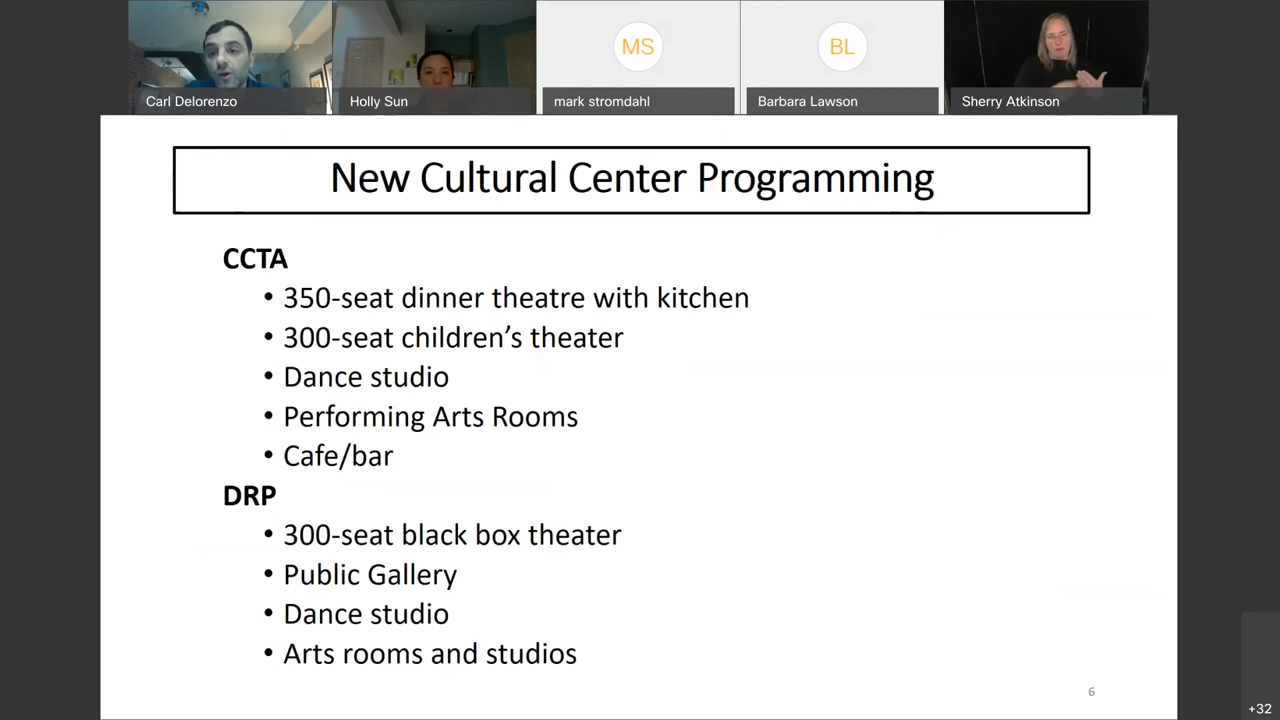 MS
BL
Carl Delorenzo
Holly Sun
mark stromdahl
Barbara Lawson
Sherry Atkinson
New Cultural Center Programming
CCTA
• 350-seat dinner theatre with kitchen
• 300-seat children’s theater
• Dance studio
• Performing Arts Rooms
• Cafe/bar
DRP
• 300-seat black box theater
• Public Gallery
• Dance studio
• Arts rooms and studios
6
+32